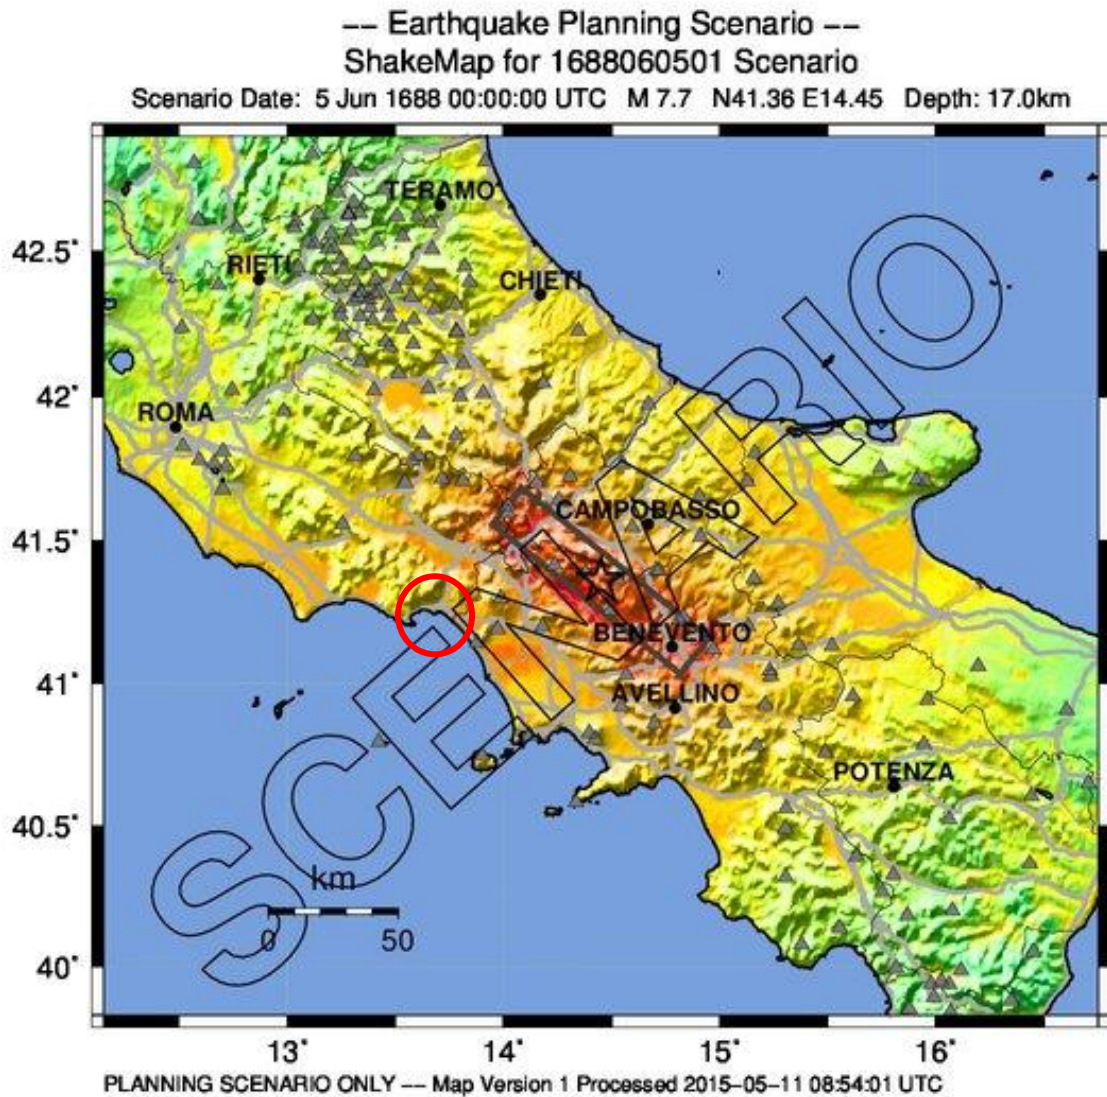 −− Earthquake Planning Scenario −−
ShakeMap for 1688060501 Scenario
Scenario Date: 5 Jun 1688 00:00:00 UTC M 7.7 N41.36 E14.45 Depth: 17.0km
TERAMO
42.5˚
RIETI
CHIETI
42˚
ROMA
CAMPOBASSO
41.5˚
BENEVENTO
41˚
AVELLINO
POTENZA
40.5˚
SCENARIO
km
0 50
40˚
13˚ 14˚ 15˚ 16˚
PLANNING SCENARIO ONLY −− Map Version 1 Processed 2015−05−11 08:54:01 UTC